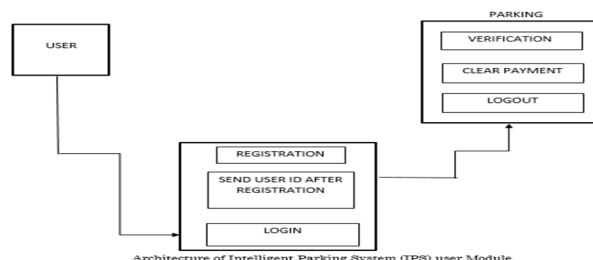 PARKING
USER
VERIFICATION
CLEAR PAYMENT
LOGOUT
REGISTRATION
SEND USER ID AFTER
REGISTRATION
LOGIN
Architecture of Intelligent Parking System (IPS) user Module